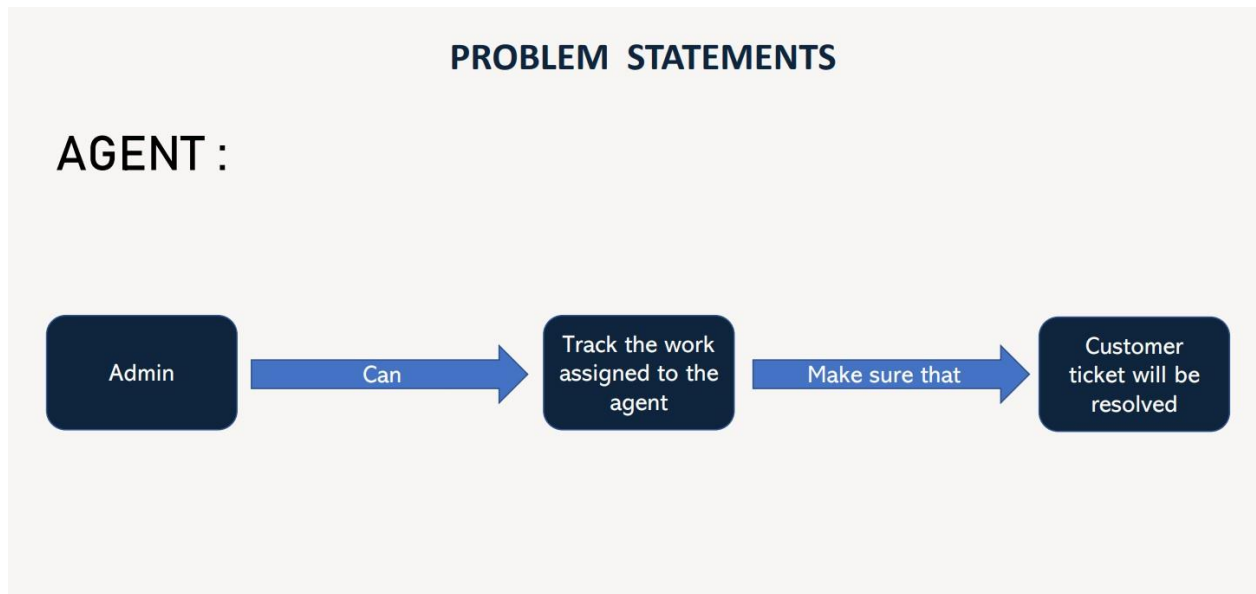 PROBLEM STATEMENTS
AGENT :
Admin
Can
Track the work
assigned to the
agent
Make sure that
Customer
ticket will be
resolved